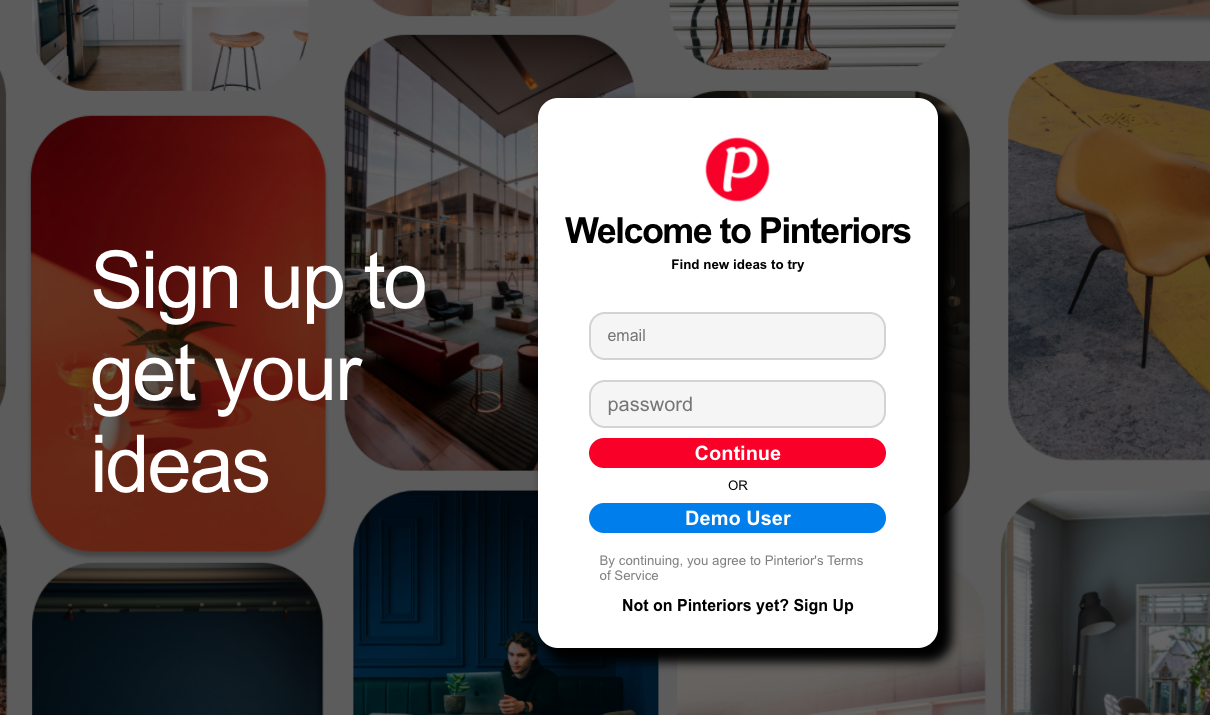 Sign up to
get your
ideas
p
Welcome to Pinteriors
Find new ideas to try
email
password
Continue
OR
Demo User
By continuing, you agree to Pinterior's Terms
of Service
Not on Pinteriors yet? Sign Up